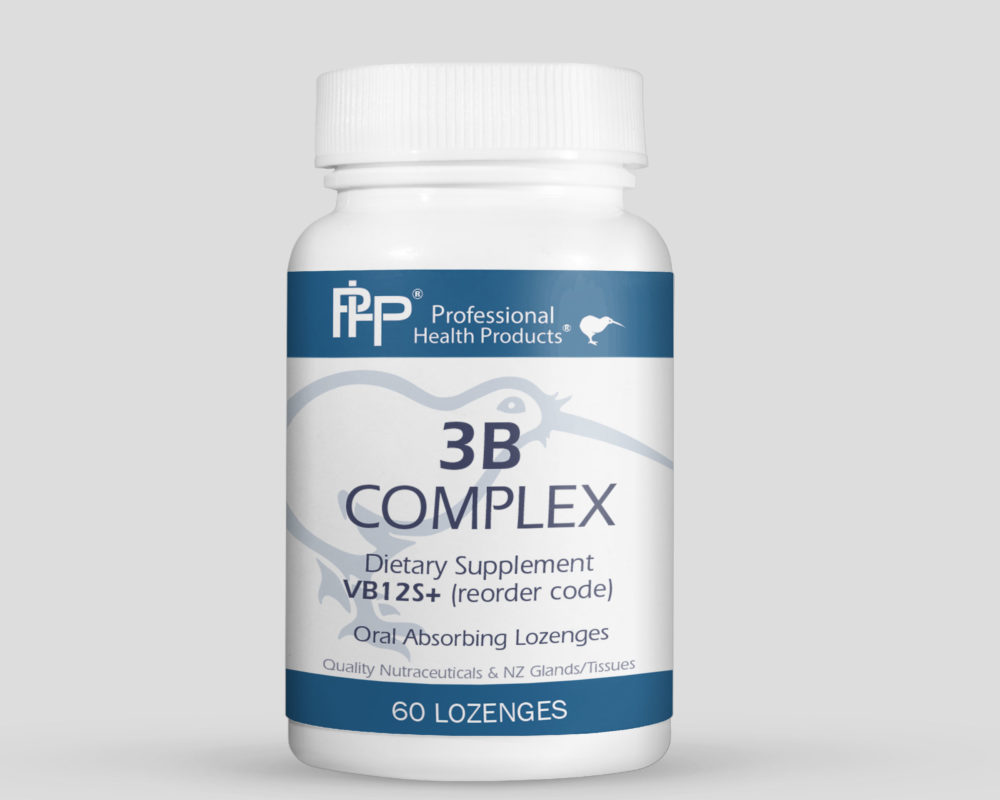 PHP®
Professional
Health Products®
3B
COMPLEX
Dietary Supplement
VB12S+ (reorder code)
Oral Absorbing Lozenges
Quality Nutraceuticals & NZ Glands/Tissues
60 LOZENGES